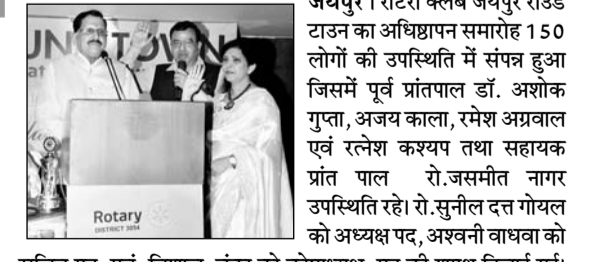 UND TOWN
Rotary
DISTRICT 3054
जयपुर। रोटरी क्लब जयपुर राउंड
टाउन का अधिष्ठापन समारोह 150
लोगों की उपस्थिति में संपन्न हुआ
जिसमें पूर्व प्रांतपाल डॉ. अशोक
गुप्ता, अजय काला, रमेश अग्रवाल
एवं रत्नेश कश्यप तथा सहायक
प्रांत पाल रो.जसमीत नागर
उपस्थिति रहे। रो.सुनील दत्त गोयल
को अध्यक्ष पद, अश्वनी वाधवा को